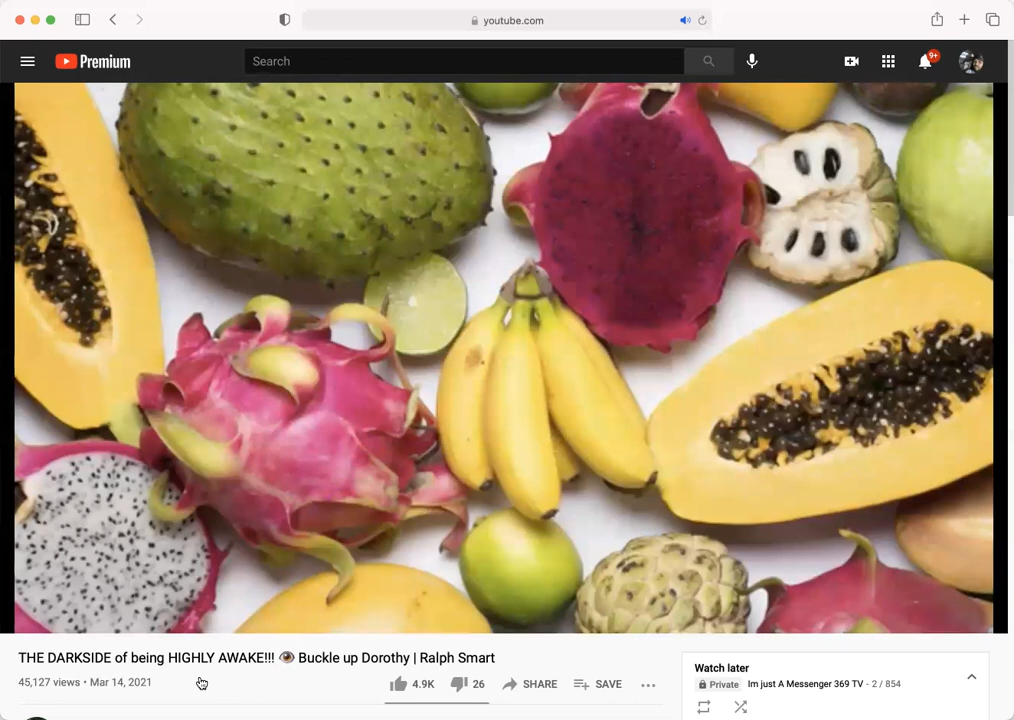 youtube.com
Premium
Search
9+
THE DARKSIDE of being HIGHLY AWAKE!!! 👁 Buckle up Dorothy | Ralph Smart
45,127 views • Mar 14, 2021
4.9K
26
SHARE
SAVE
Watch later
Private
Im just A Messenger 369 TV - 2 / 854